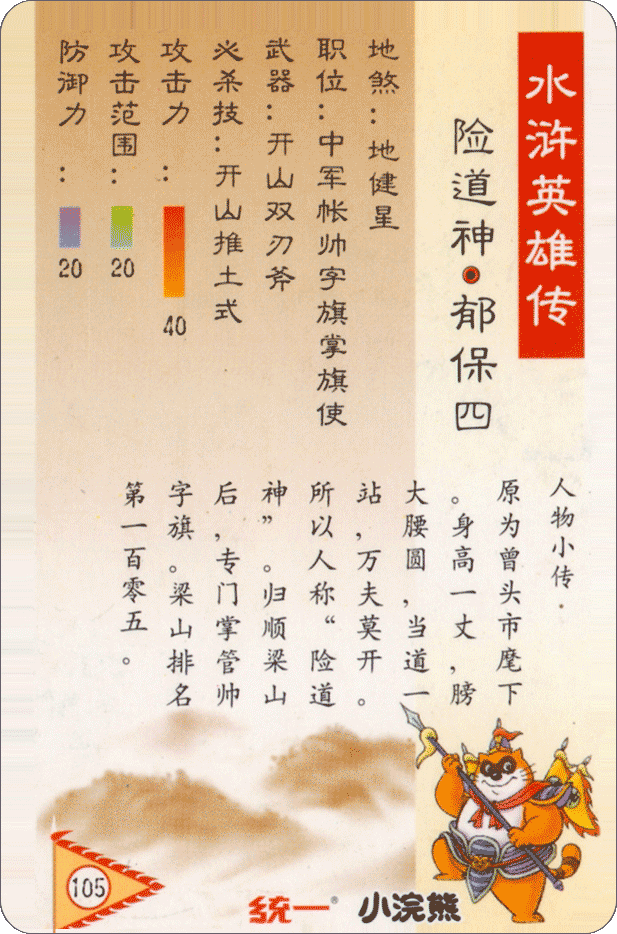 水浒英雄传
险道神·郁保四
地煞：地健星
职位：中军帐帅字旗掌旗使
武器：开山双刃斧
必杀技：开山推土式
攻击力：
40
攻击范围：
20
防御力：
20
人物小传·
原为曾头市麾下
。身高一丈，膀
大腰圆，当道一
站，万夫莫开。
所以人称“险道
神”。归顺梁山
后，专门掌管帅
字旗。梁山排名
第一百零五。
105
统一® 小浣熊